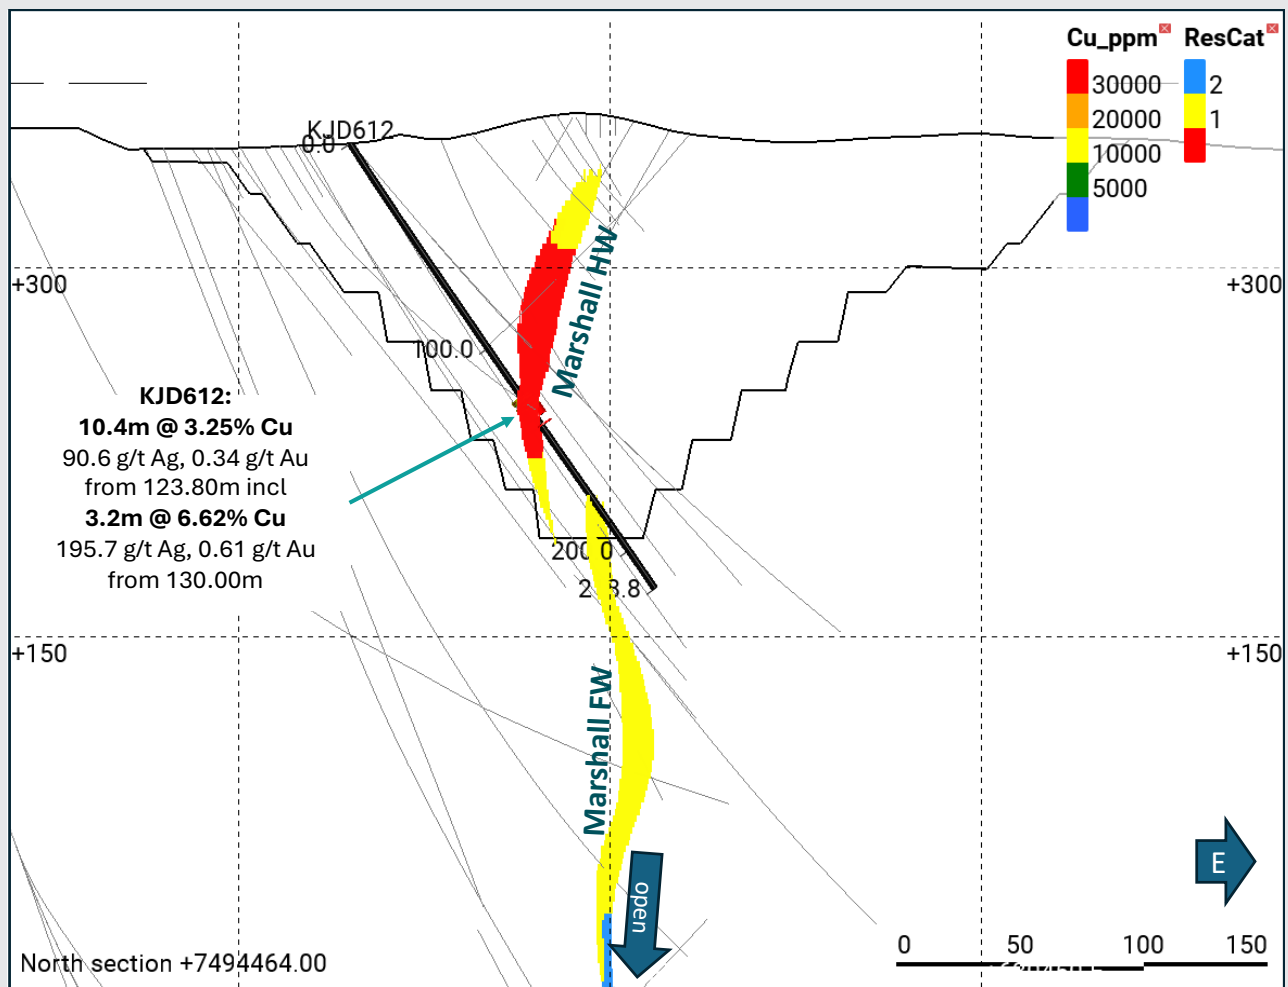 Cu_ppm
30000
20000
10000
5000
ResCat
2
1
KJD612
0.0
+300
+300
100.0
Marshall HW
KJD612:
10.4m @ 3.25% Cu
90.6 g/t Ag, 0.34 g/t Au
from 123.80m incl
3.2m @ 6.62% Cu
195.7 g/t Ag, 0.61 g/t Au
from 130.00m
200.0
+150
+150
Marshall FW
open
E
0 50 100 150
North section +7494464.00